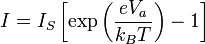 I = I_S [ exp ( eV_a / k_B T ) − 1 ]